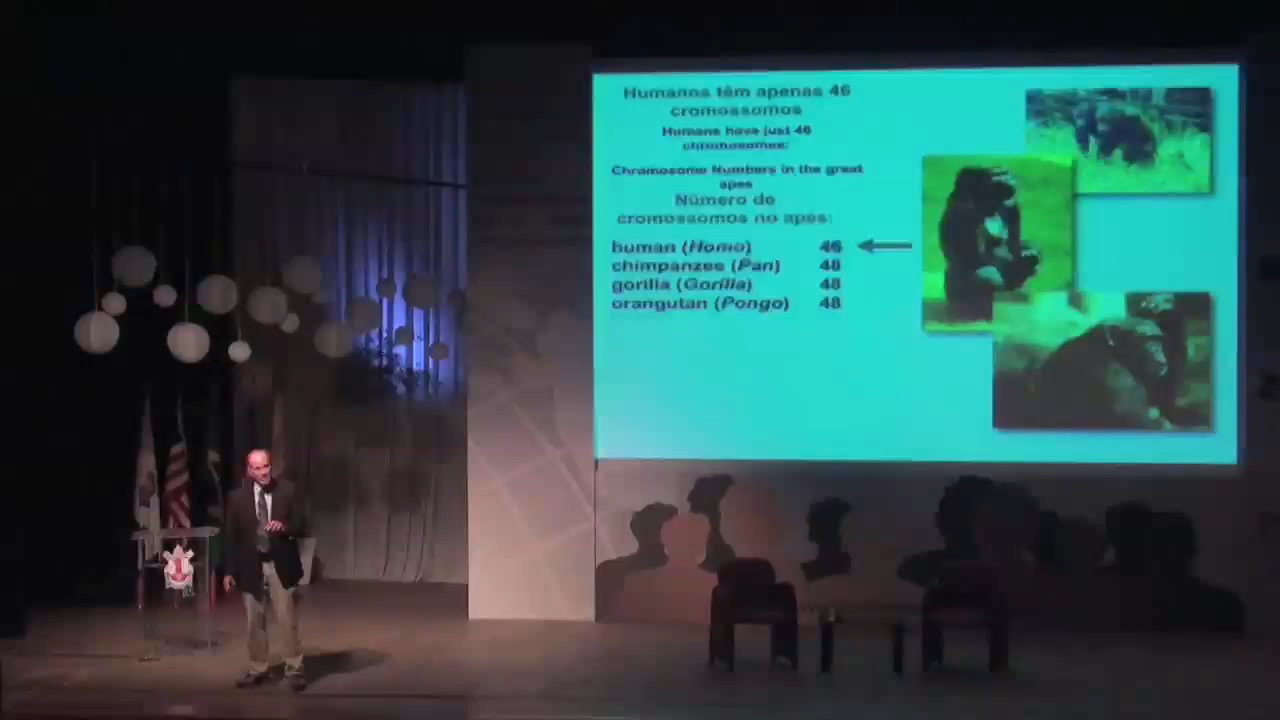 Humanos têm apenas 46
cromossomos
Humans have just 46
chromosomes:
Chromosome Numbers in the great
apes
Número de
cromossomos no apes:
human (Homo) 46
chimpanzee (Pan) 48
gorilla (Gorilla) 48
orangutan (Pongo) 48